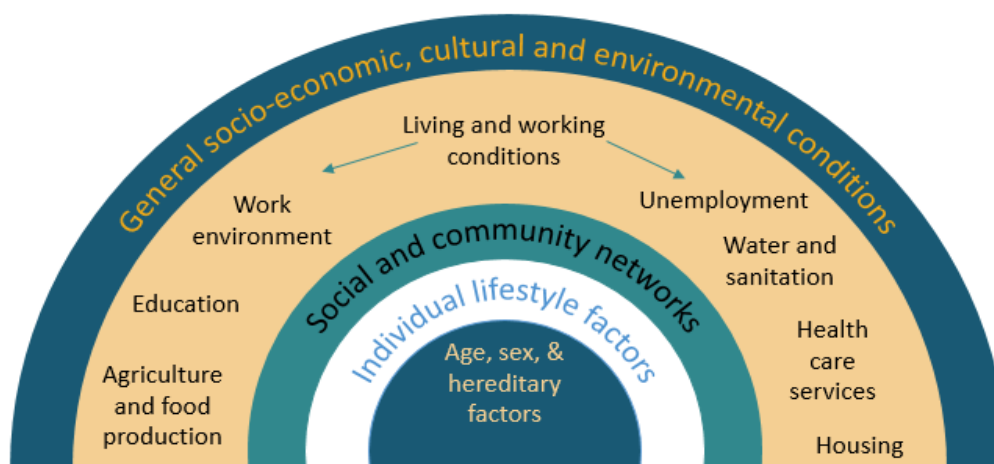 General socio-economic, cultural and environmental conditions
Living and working
conditions
Work
environment
Education
Agriculture
and food
production
Unemployment
Water and
sanitation
Health
care
services
Housing
Social and community networks
Individual lifestyle factors
Age, sex, &
hereditary
factors